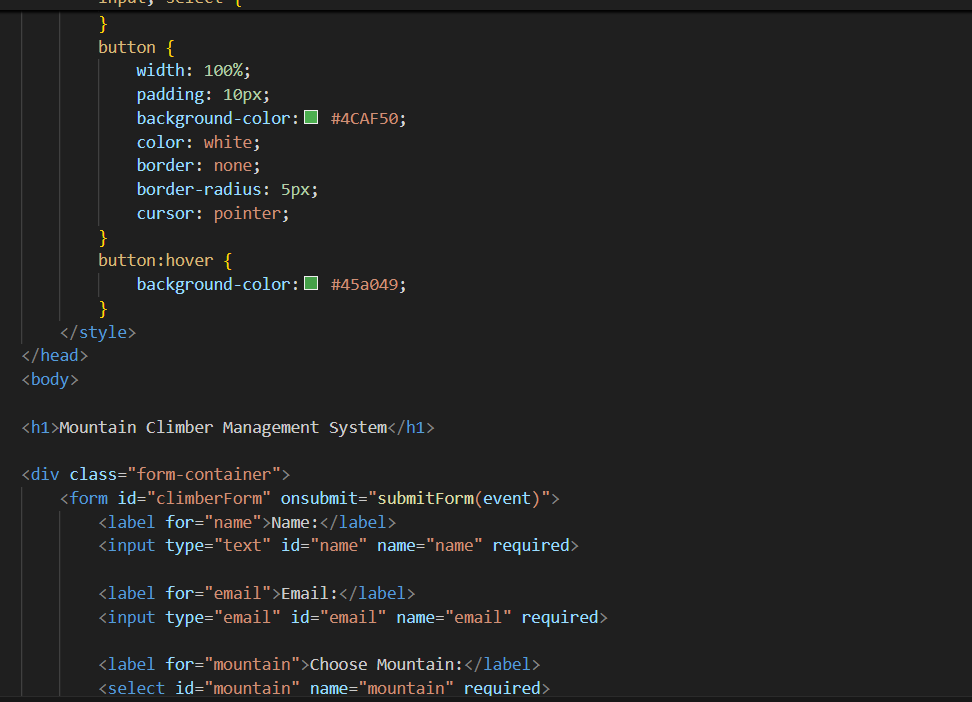 input, select {
}
button {
width: 100%;
padding: 10px;
background-color: #4CAF50;
color: white;
border: none;
border-radius: 5px;
cursor: pointer;
}
button:hover {
background-color: #45a049;
}
</style>
</head>
<body>
<h1>Mountain Climber Management System</h1>
<div class="form-container">
<form id="climberForm" onsubmit="submitForm(event)">
<label for="name">Name:</label>
<input type="text" id="name" name="name" required>
<label for="email">Email:</label>
<input type="email" id="email" name="email" required>
<label for="mountain">Choose Mountain:</label>
<select id="mountain" name="mountain" required>